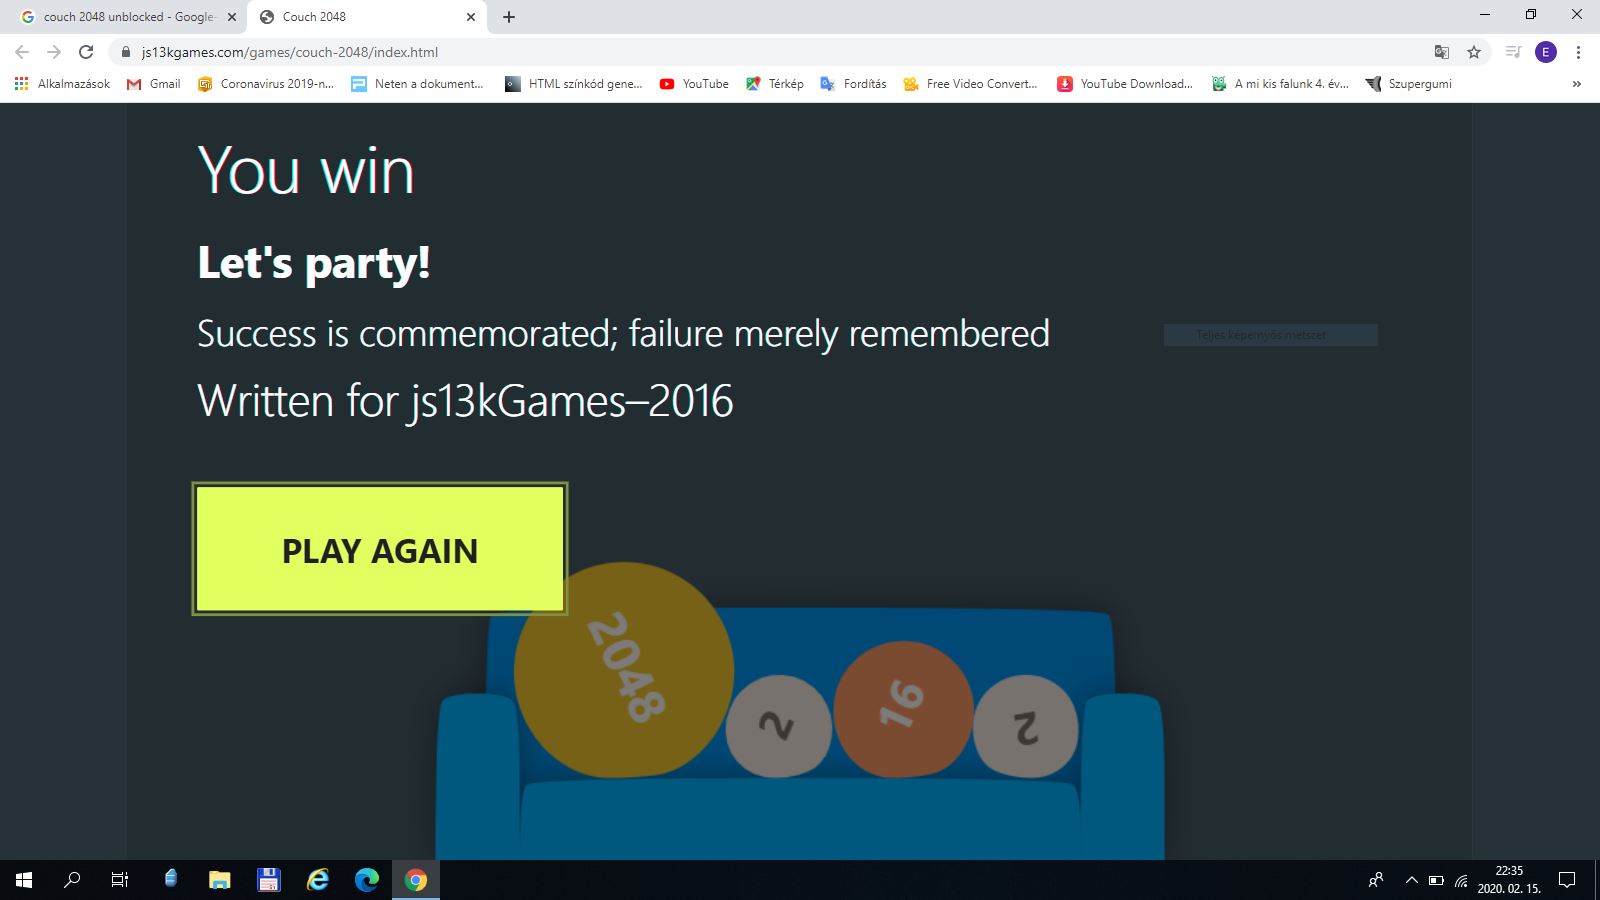 couch 2048 unblocked - Google-
Couch 2048
js13kgames.com/games/couch-2048/index.html
E
Alkalmazások
Gmail
Coronavirus 2019-n...
Neten a dokument...
HTML színkód gene...
YouTube
Térkép
Fordítás
Free Video Convert...
YouTube Download...
A mi kis falunk 4. év...
Szupergumi
»
You win
Let's party!
Success is commemorated; failure merely remembered
Teljes képernyős metszet
Written for js13kGames–2016
PLAY AGAIN
2048
2
16
2
22:35
2020. 02. 15.